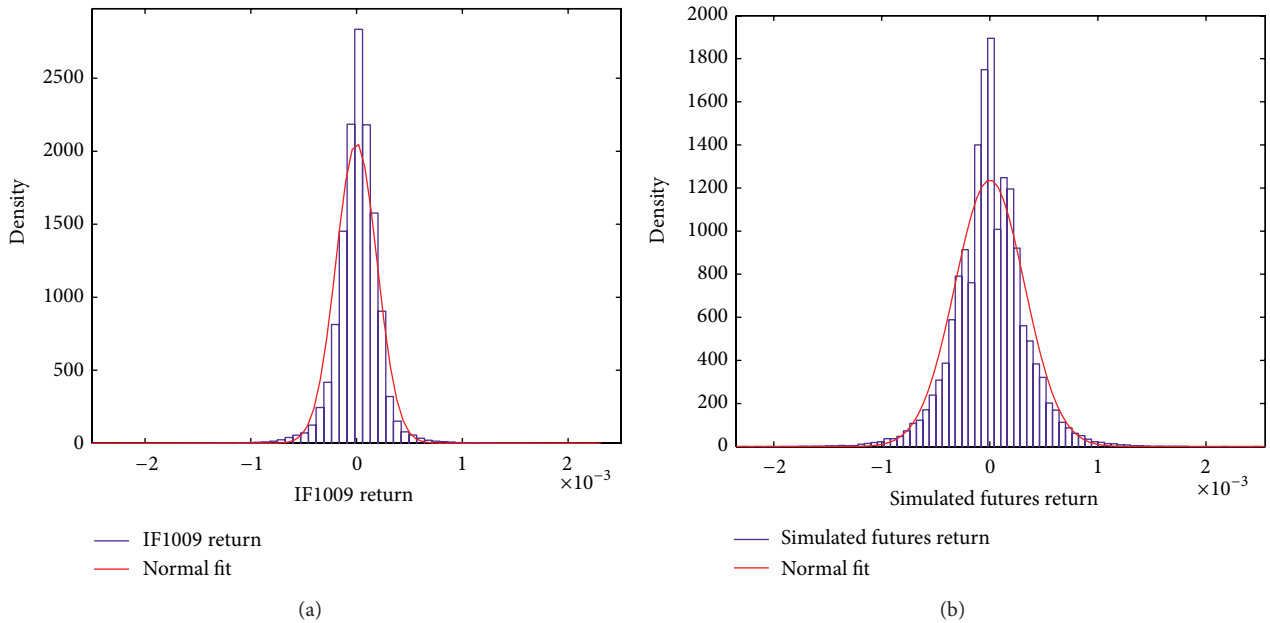 2500
2000
1500
1000
500
0
Density
−2
−1
0
1
2
×10−3
IF1009 return
IF1009 return
Normal fit
(a)
2000
1800
1600
1400
1200
1000
800
600
400
200
0
Density
−2
−1
0
1
2
×10−3
Simulated futures return
Simulated futures return
Normal fit
(b)